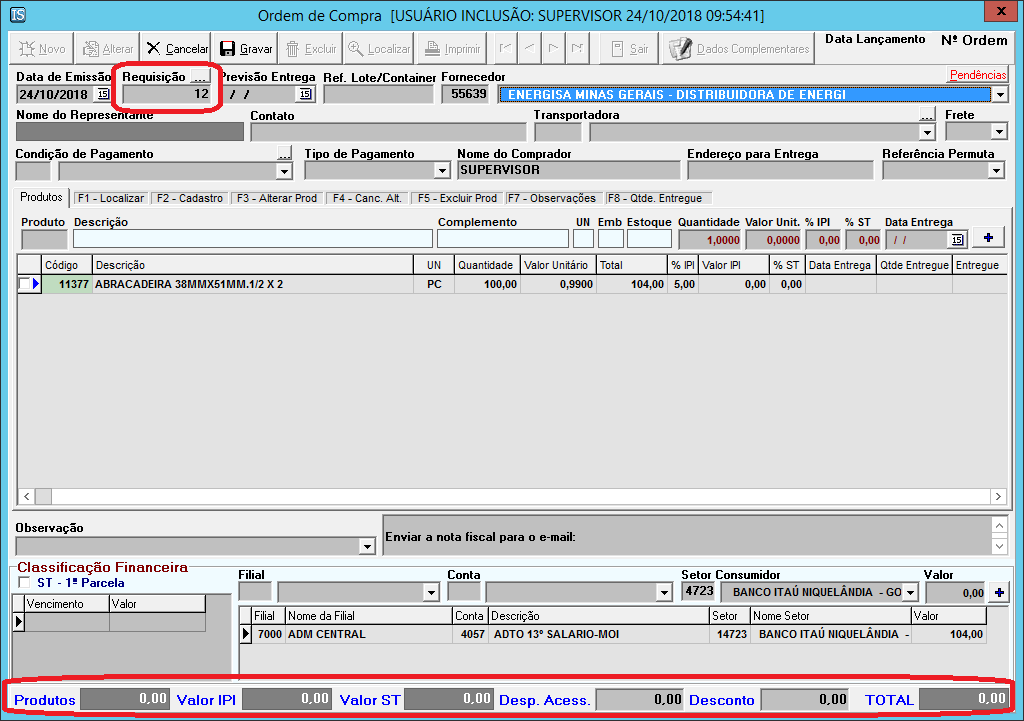 IS Ordem de Compra [USUÁRIO INCLUSÃO: SUPERVISOR 24/10/2018 09:54:41] x
Novo Alterar Cancelar Gravar Excluir Localizar Imprimir Sair Dados Complementares Data Lançamento Nº Ordem
Data de Emissão Requisição ... Previsão Entrega Ref. Lote/Container Fornecedor Pendências
24/10/2018 15 12 / / 15 55639 ENERGISA MINAS GERAIS - DISTRIBUIDORA DE ENERGI
Nome do Representante Contato Transportadora ... Frete
Condição de Pagamento ... Tipo de Pagamento Nome do Comprador Endereço para Entrega Referência Permuta
SUPERVISOR
Produtos F1 - Localizar F2 - Cadastro F3 - Alterar Prod F4 - Canc. Alt. F5 - Excluir Prod F7 - Observações F8 - Qtde. Entregue
Produto Descrição Complemento UN Emb Estoque Quantidade Valor Unit. % IPI % ST Data Entrega
1,0000 0,0000 0,00 0,00 / / 15 +
Código Descrição UN Quantidade Valor Unitário Total % IPI Valor IPI % ST Data Entrega Qtde Entregue Entregue
11377 ABRACADEIRA 38MMX51MM.1/2 X 2 PC 100,00 0,9900 104,00 5,00 0,00 0,00
Observação
Enviar a nota fiscal para o e-mail:
Classificação Financeira
ST - 1ª Parcela
Vencimento Valor
Filial Conta Setor Consumidor Valor
4723 BANCO ITAÚ NIQUELÂNDIA - GO 0,00 +
Filial Nome da Filial Conta Descrição Setor Nome Setor Valor
7000 ADM CENTRAL 4057 ADTO 13º SALARIO-MOI 14723 BANCO ITAÚ NIQUELÂNDIA - 104,00
Produtos 0,00 Valor IPI 0,00 Valor ST 0,00 Desp. Acess. 0,00 Desconto 0,00 TOTAL 0,00